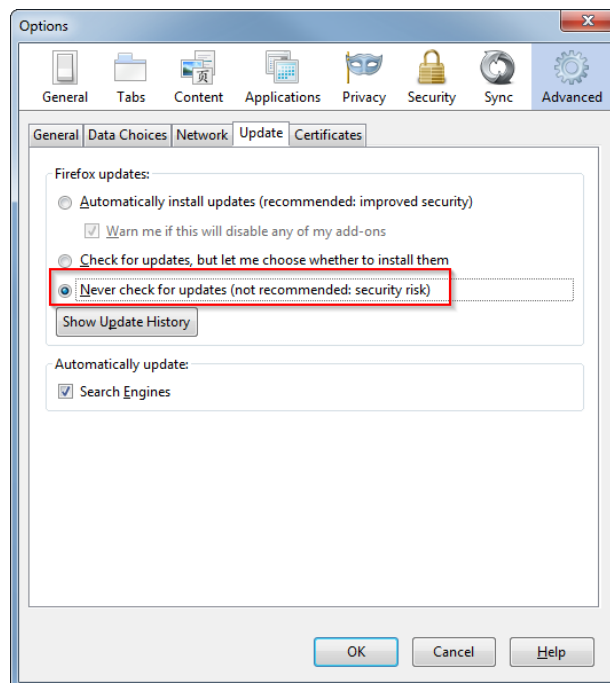 Options
General Tabs Content Applications Privacy Security Sync Advanced
General Data Choices Network Update Certificates
Firefox updates:
Automatically install updates (recommended: improved security)
Warn me if this will disable any of my add-ons
Check for updates, but let me choose whether to install them
Never check for updates (not recommended: security risk)
Show Update History
Automatically update:
Search Engines
OK Cancel Help